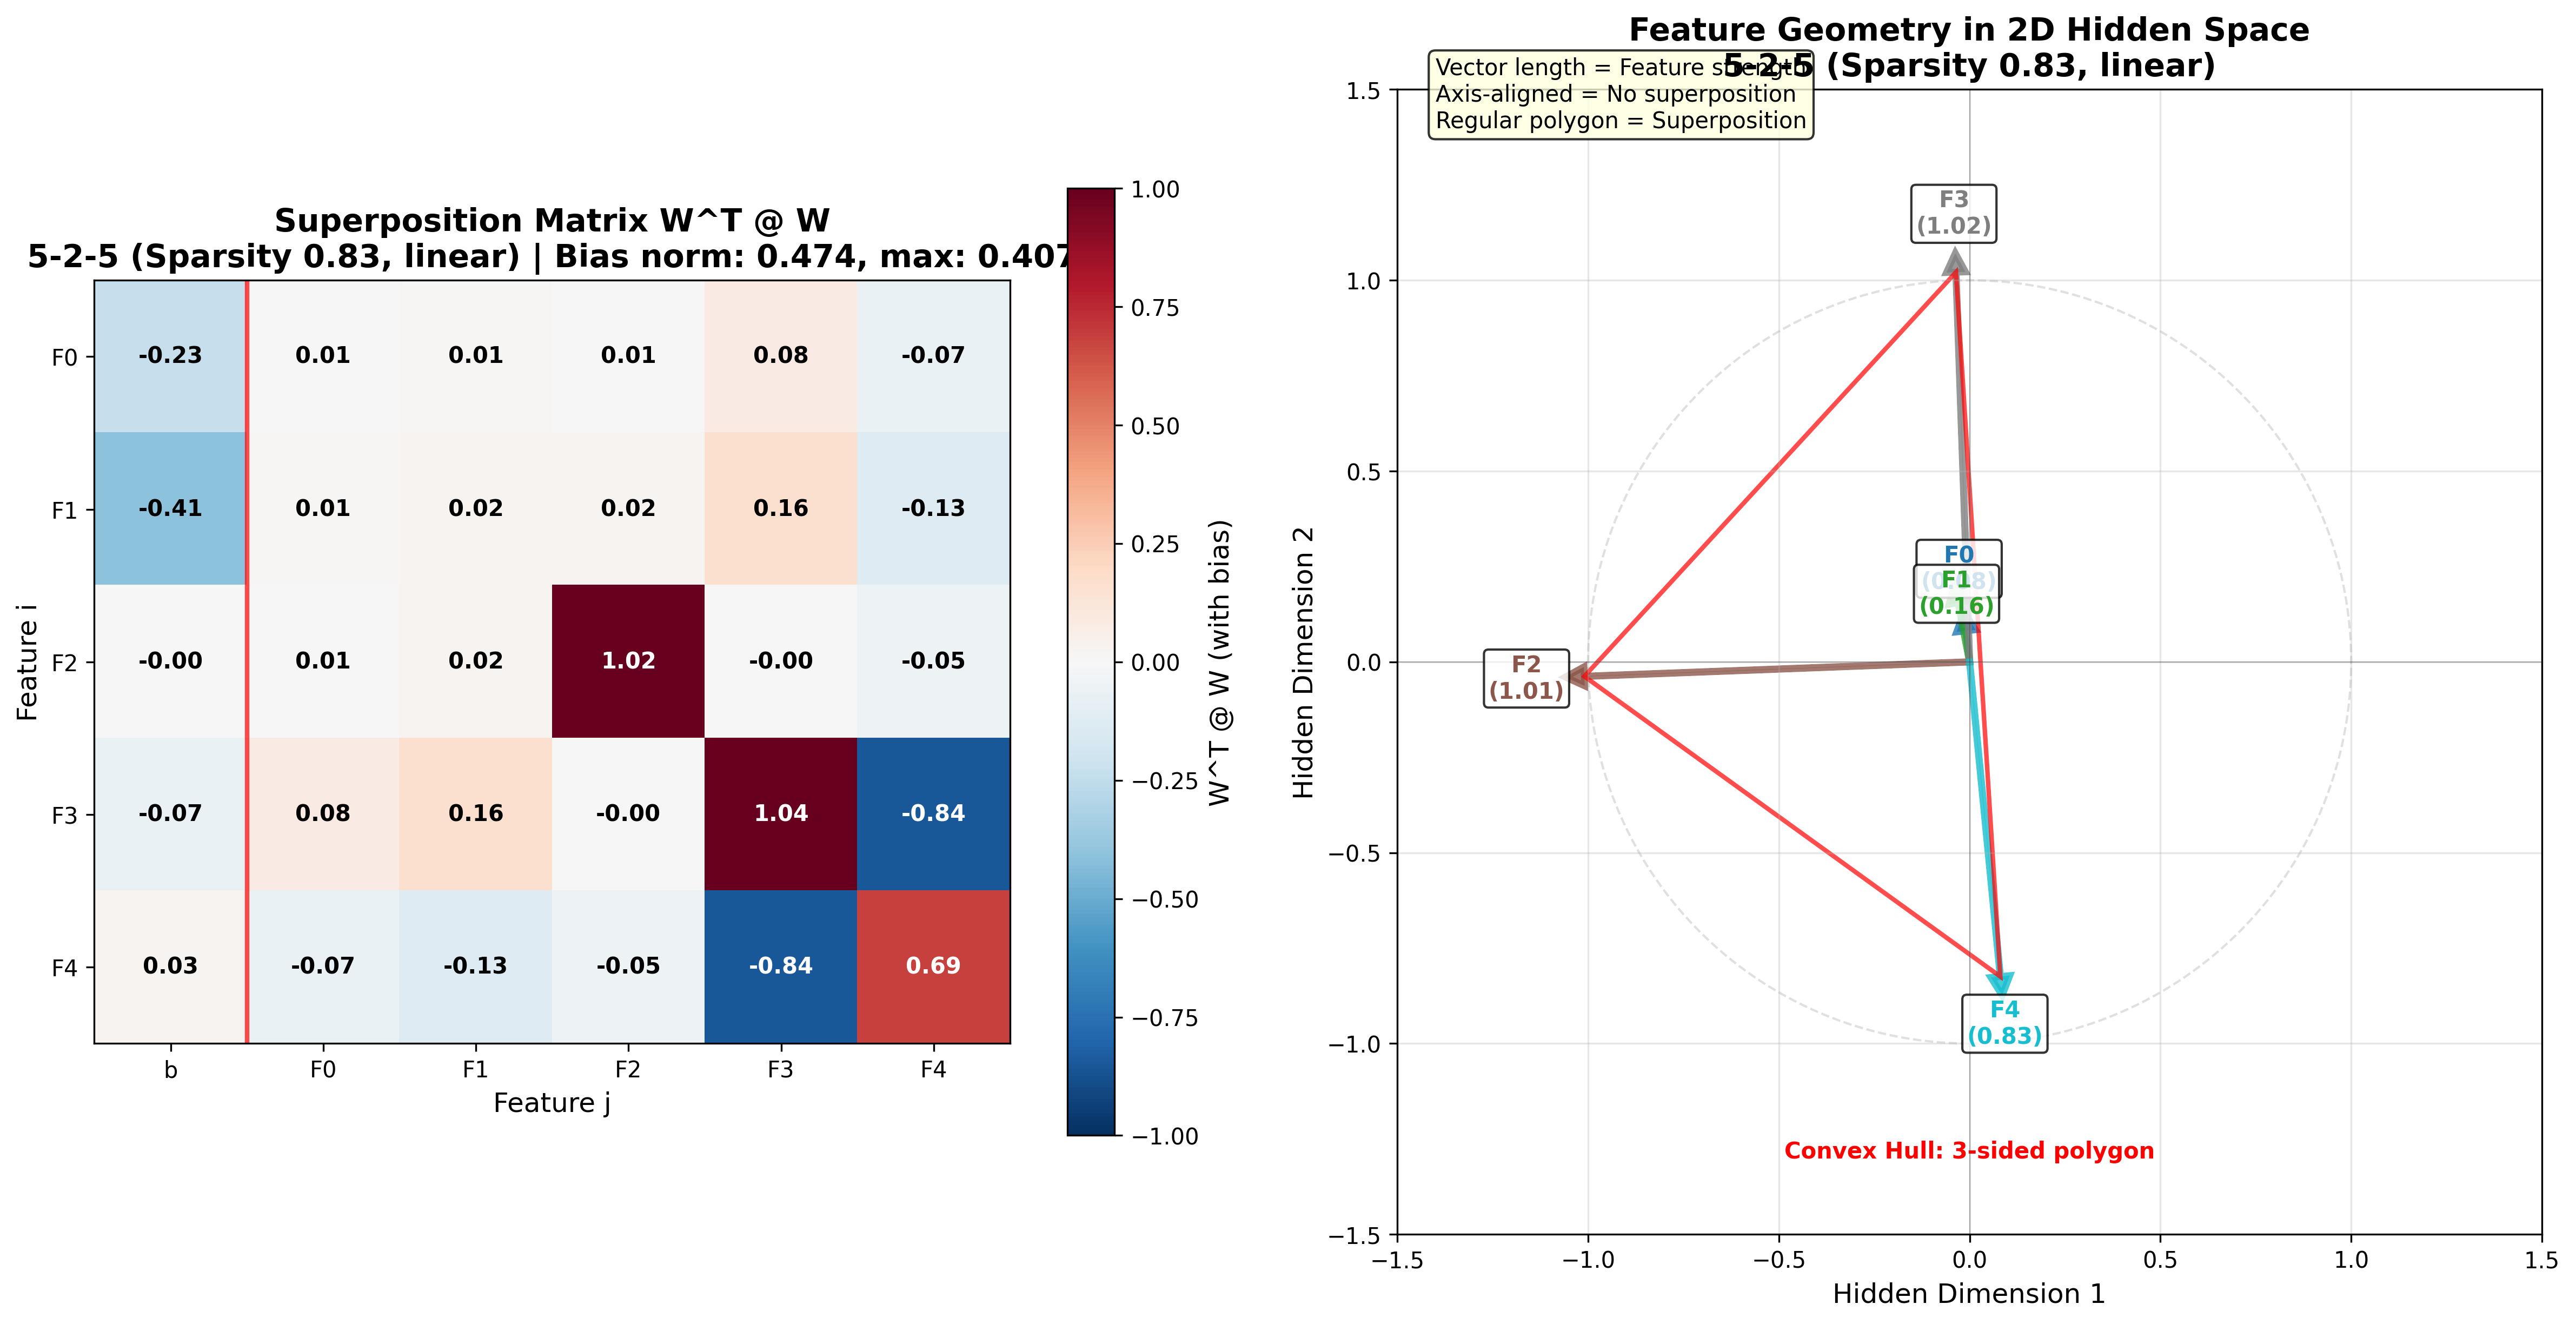 Superposition Matrix W^T @ W
5-2-5 (Sparsity 0.83, linear) | Bias norm: 0.474, max: 0.407
F0
-0.23 0.01 0.01 0.01 0.08 -0.07
F1
-0.41 0.01 0.02 0.02 0.16 -0.13
F2
-0.00 0.01 0.02 1.02 -0.00 -0.05
F3
-0.07 0.08 0.16 -0.00 1.04 -0.84
F4
0.03 -0.07 -0.13 -0.05 -0.84 0.69
b F0 F1 F2 F3 F4
Feature j
Feature i
1.00
0.75
0.50
0.25
0.00
−0.25
−0.50
−0.75
−1.00
W^T @ W (with bias)
Feature Geometry in 2D Hidden Space
5-2-5 (Sparsity 0.83, linear)
Vector length = Feature strength
Axis-aligned = No superposition
Regular polygon = Superposition
F3
(1.02)
F0
(0.08)
F1
(0.16)
F2
(1.01)
F4
(0.83)
Convex Hull: 3-sided polygon
1.5
1.0
0.5
0.0
−0.5
−1.0
−1.5
−1.5 −1.0 −0.5 0.0 0.5 1.0 1.5
Hidden Dimension 1
Hidden Dimension 2